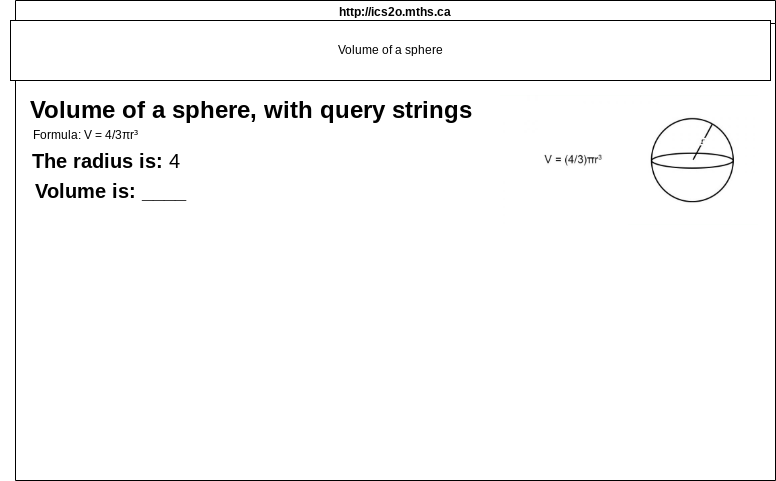 http://ics2o.mths.ca
Volume of a sphere
Volume of a sphere, with query strings
Formula: V = 4/3πr³
The radius is: 4
V = (4/3)πr³
r
Volume is: ____